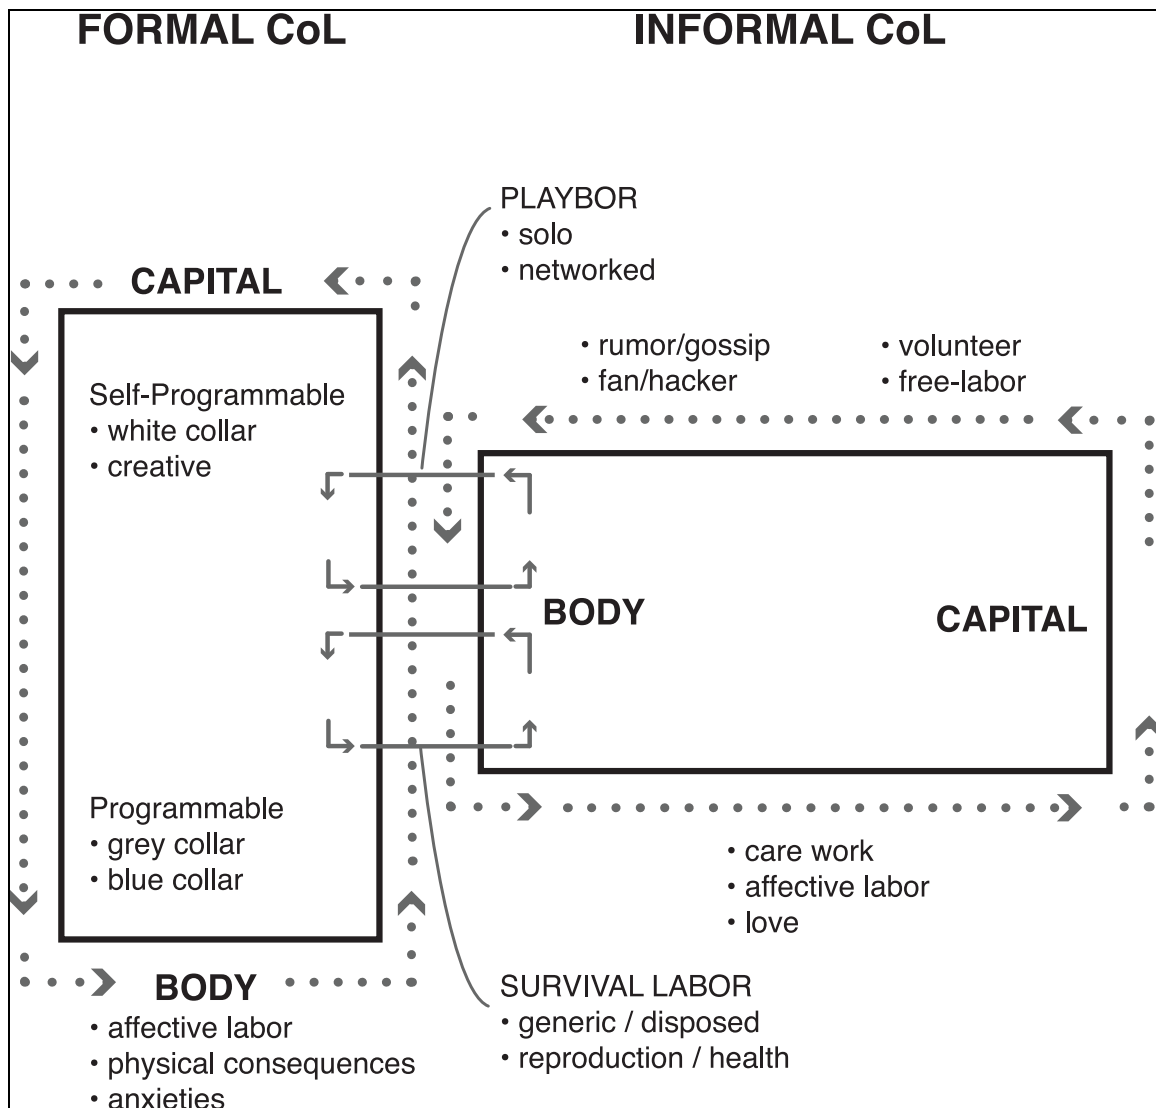 FORMAL CoL
INFORMAL CoL
PLAYBOR
• solo
• networked
CAPITAL
• rumor/gossip
• fan/hacker
• volunteer
• free-labor
Self-Programmable
• white collar
• creative
BODY
CAPITAL
Programmable
• grey collar
• blue collar
• care work
• affective labor
• love
BODY
• affective labor
• physical consequences
• anxieties
SURVIVAL LABOR
• generic / disposed
• reproduction / health